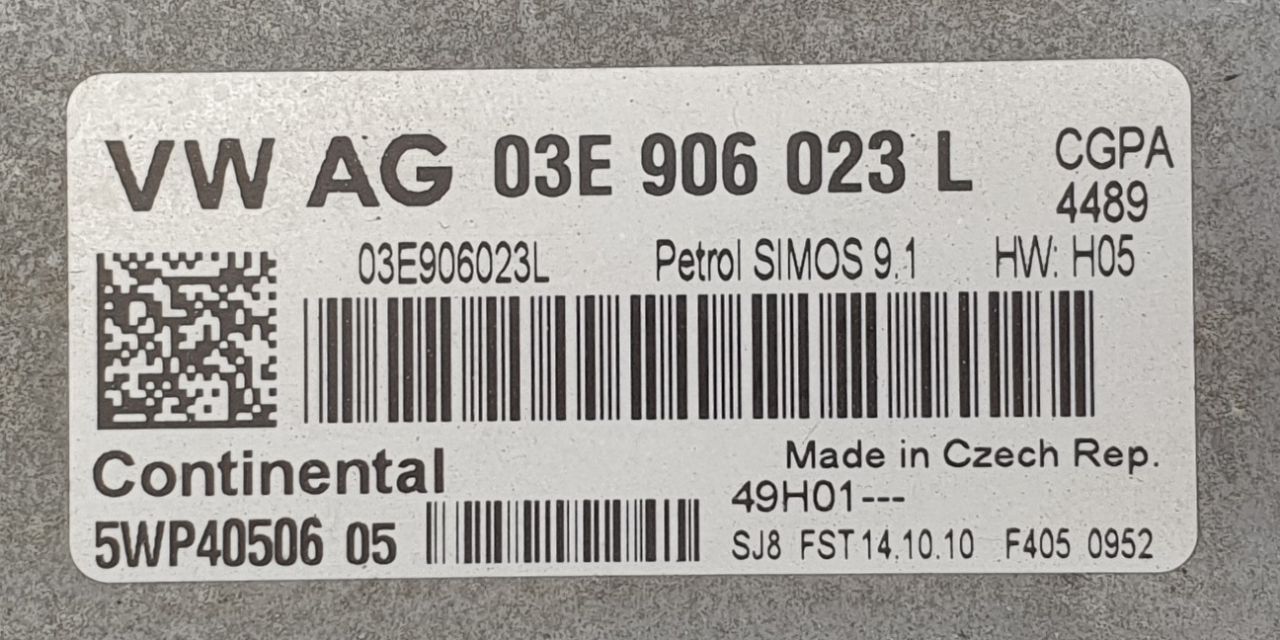 VW AG 03E 906 023 L CGPA
4489
03E906023L Petrol SIMOS 9.1 HW: H05
Continental Made in Czech Rep.
49H01---
5WP40506 05 SJ8 FST 14.10.10 F405 0952